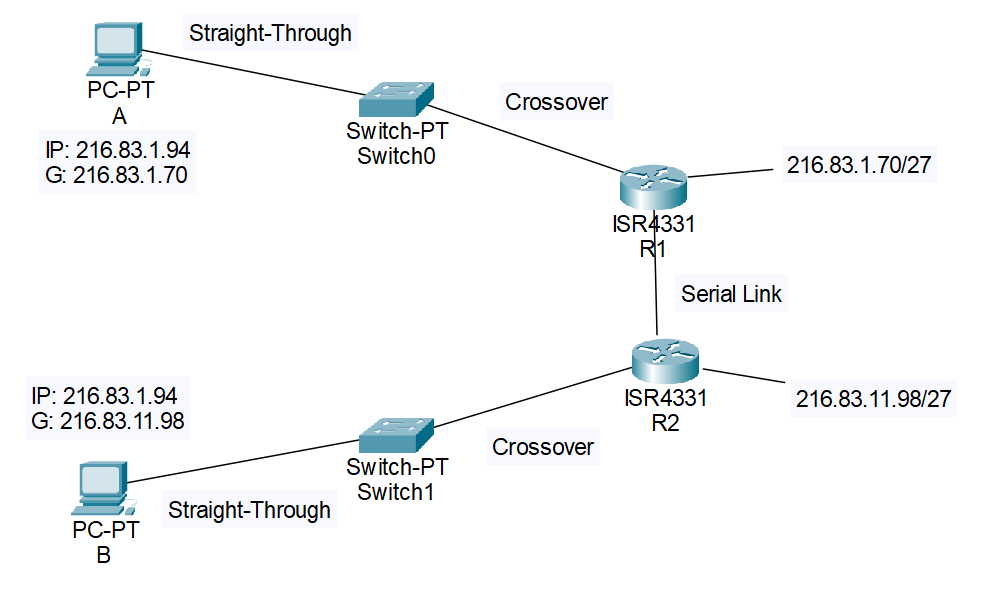 Straight-Through
PC-PT
A
IP: 216.83.1.94
G: 216.83.1.70
Switch-PT
Switch0
Crossover
216.83.1.70/27
ISR4331
R1
Serial Link
ISR4331
R2
216.83.11.98/27
IP: 216.83.1.94
G: 216.83.11.98
Crossover
Switch-PT
Switch1
Straight-Through
PC-PT
B